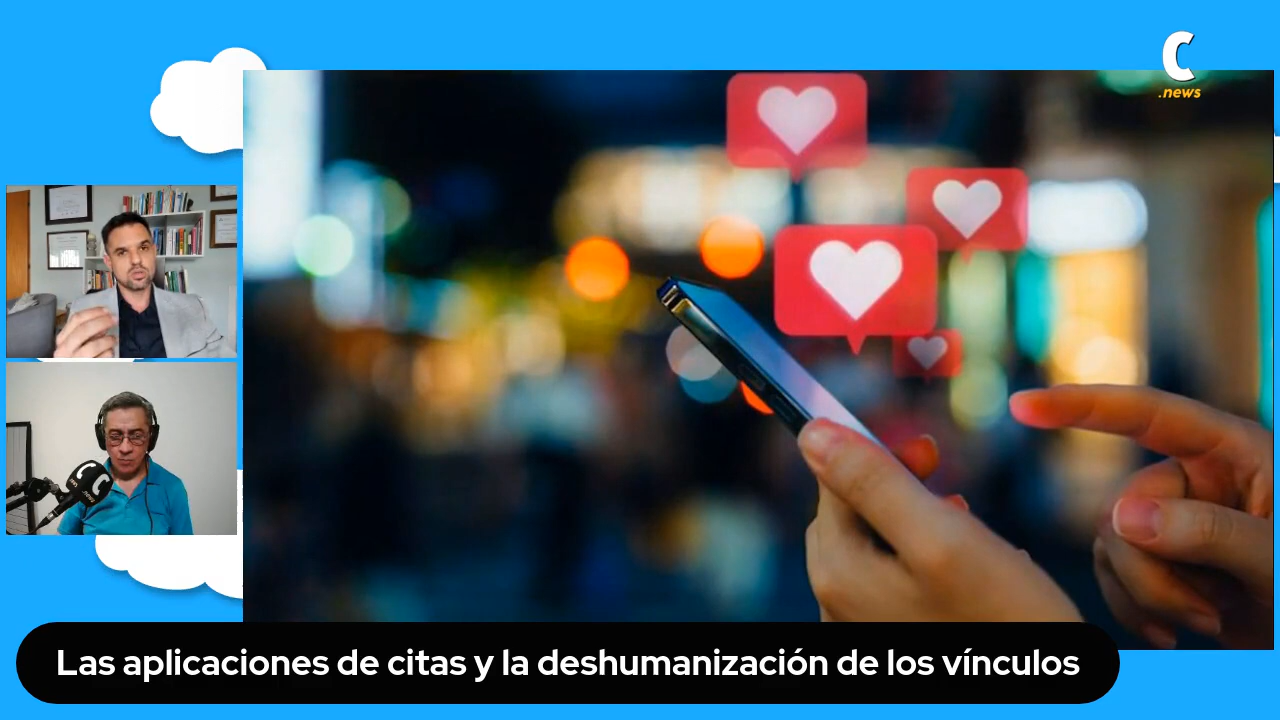 C
.news
Las aplicaciones de citas y la deshumanización de los vínculos